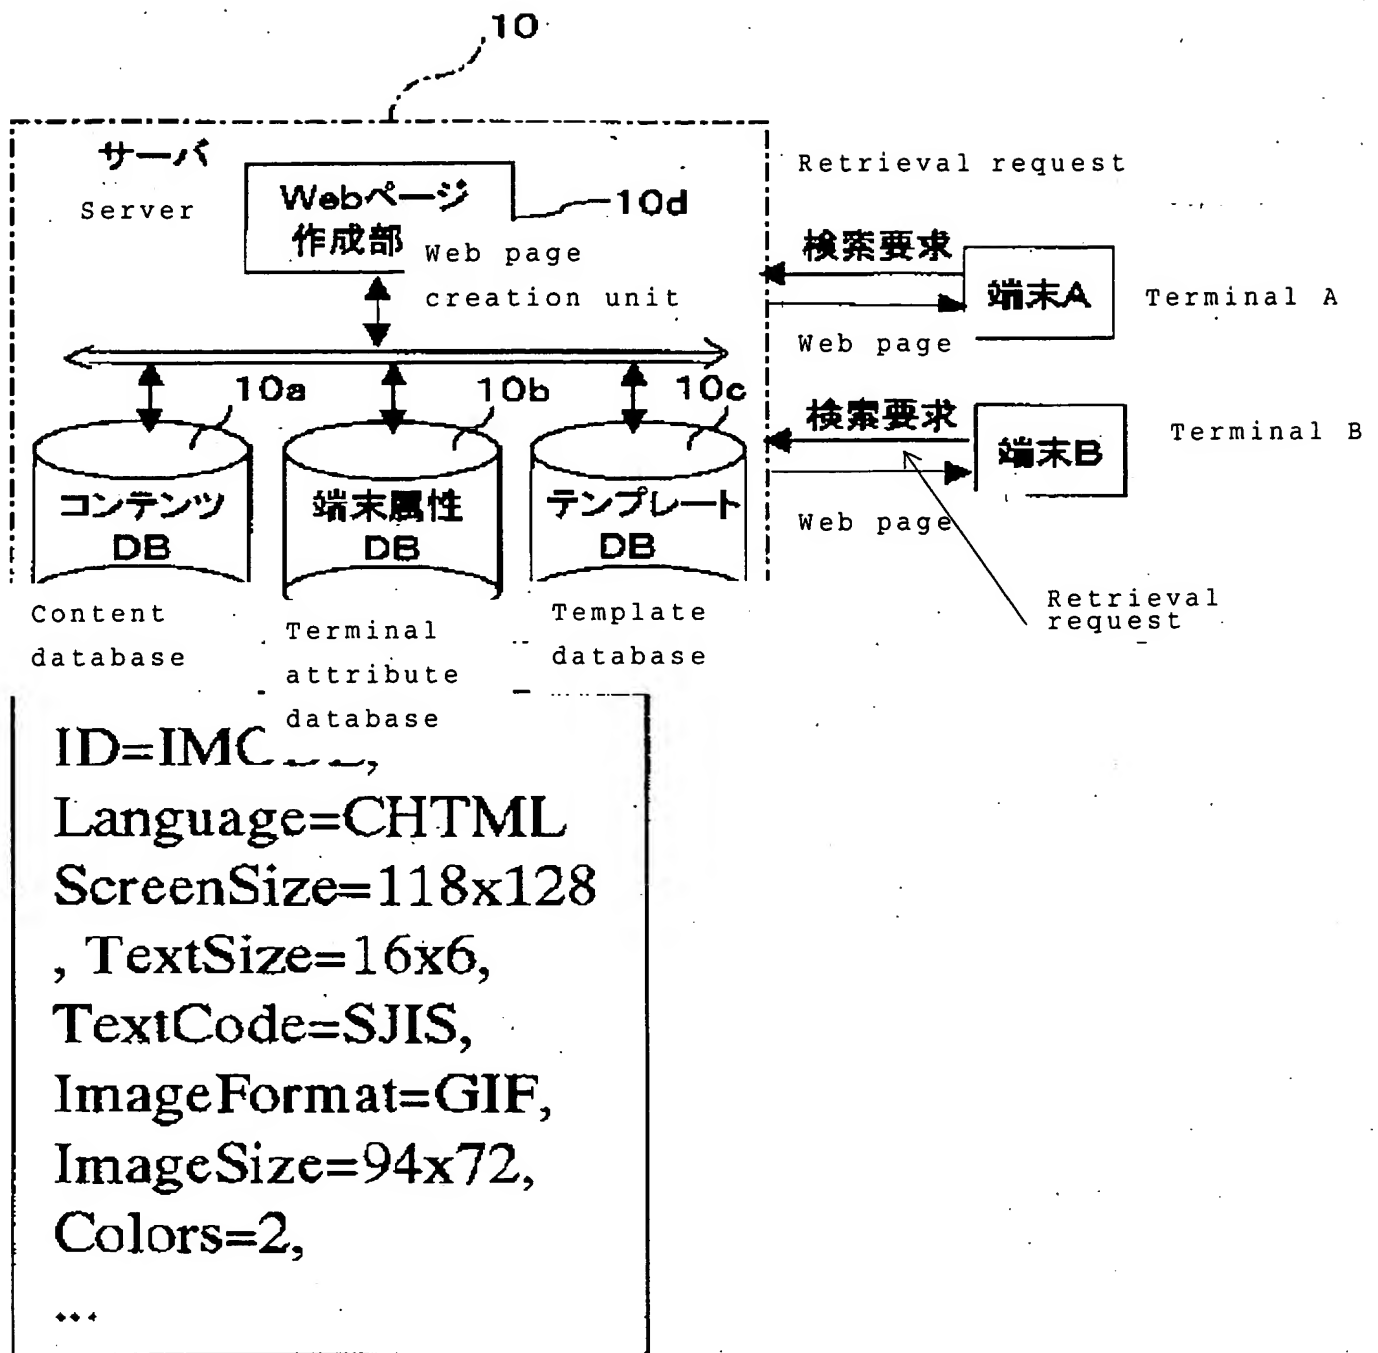 10
サーバ
Server
Webページ
作成部
10d
Web page
creation unit
Retrieval request
検索要求
端末A
Terminal A
Web page
10a
10b
10c
検索要求
端末B
Terminal B
Web page
Retrieval
request
コンテンツ
DB
端末属性
DB
テンプレート
DB
Content
database
Terminal
attribute
database
Template
database
Language=CHTML
ScreenSize=118x128
, TextSize=16x6,
TextCode=SJIS,
ImageFormat=GIF,
ImageSize=94x72,
Colors=2,
...